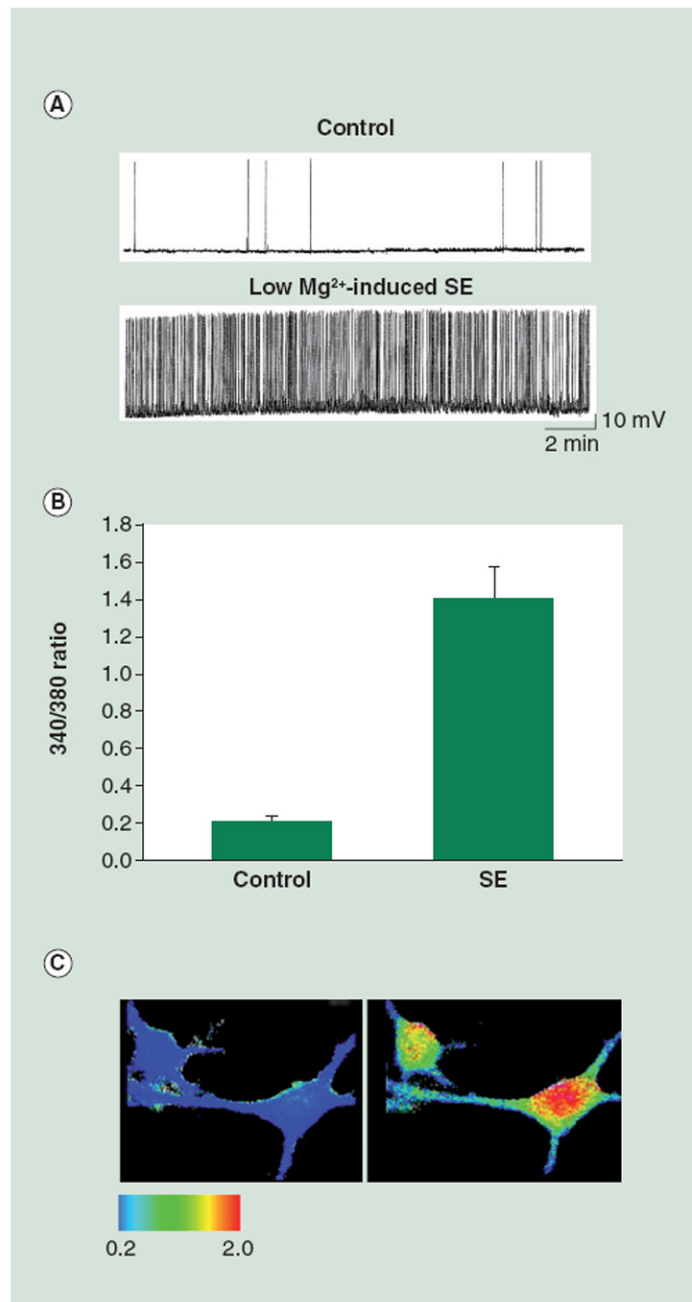 A
Control
Low Mg²⁺-induced SE
10 mV
2 min
B
1.8
1.6
1.4
1.2
1.0
0.8
0.6
0.4
0.2
0.0
340/380 ratio
Control SE
C
0.2 2.0